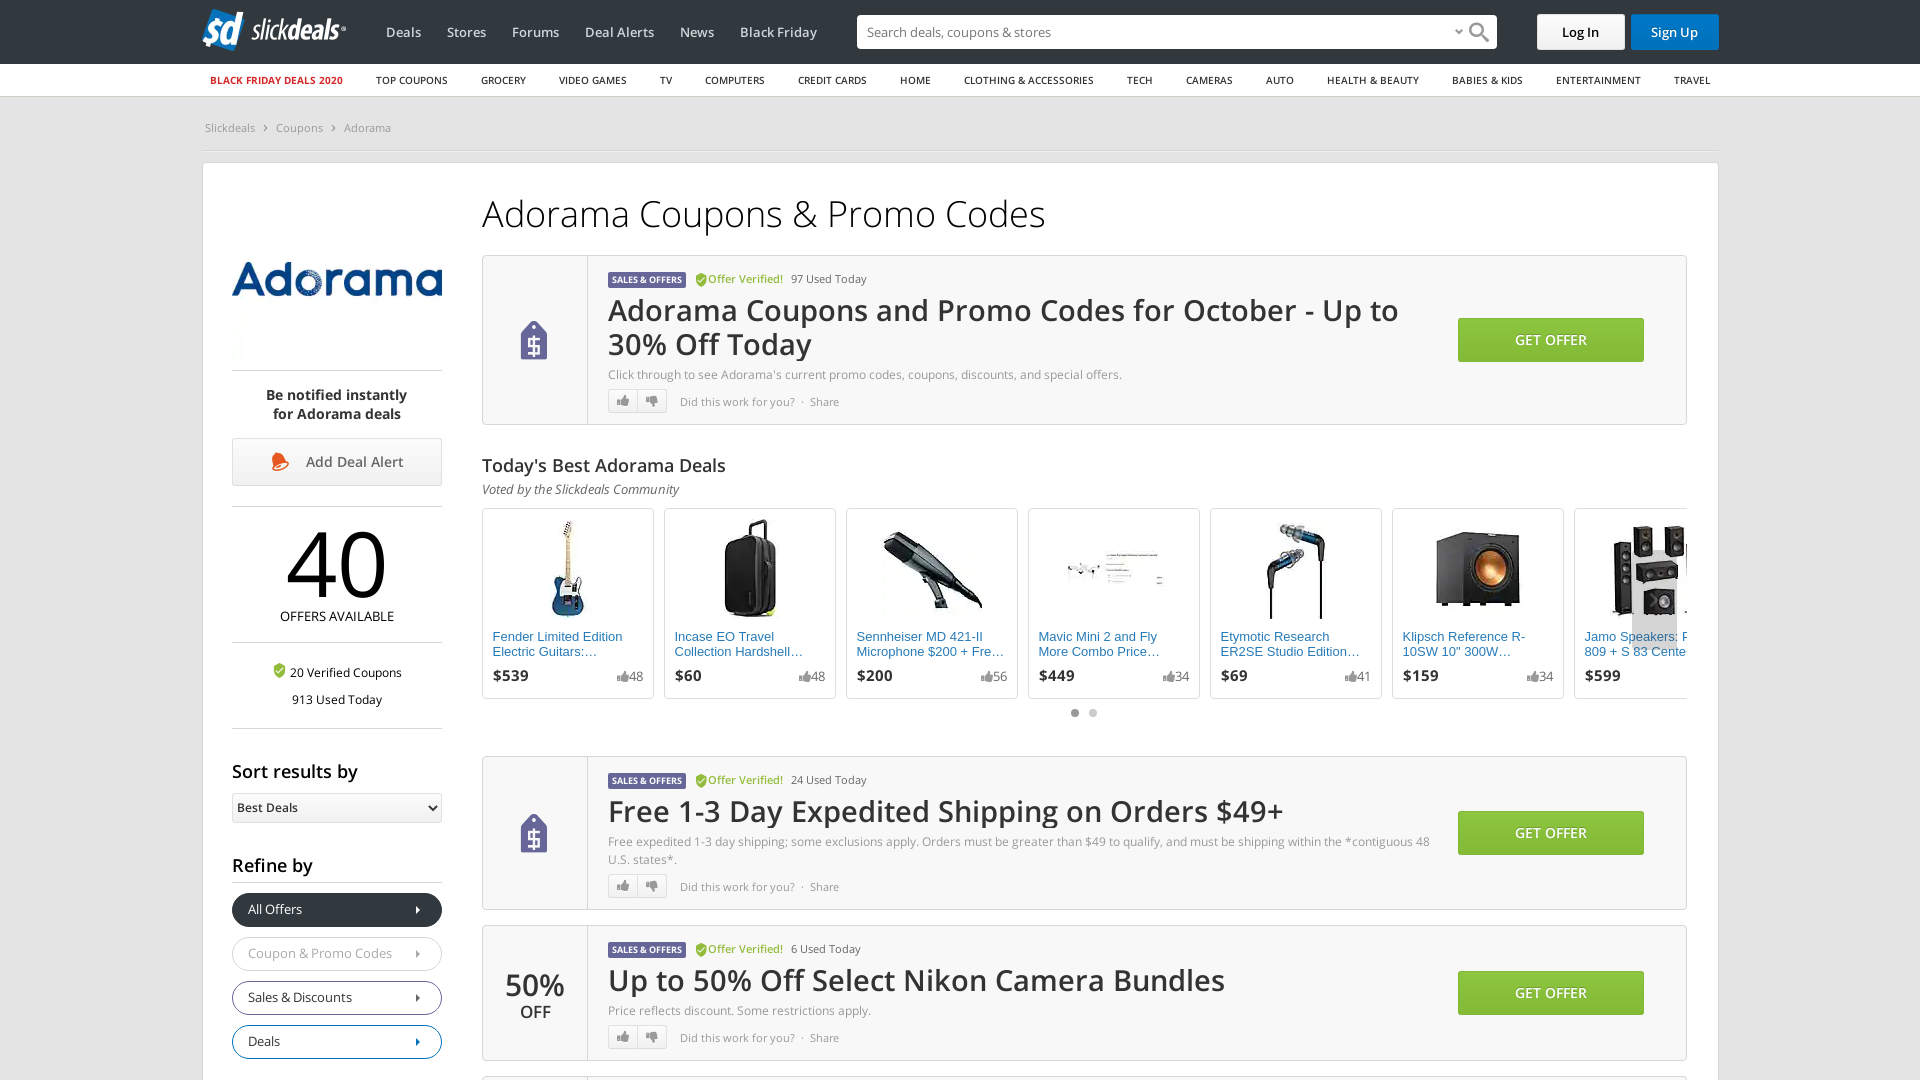 sd slickdeals
Deals
Stores
Forums
Deal Alerts
News
Black Friday
Search deals, coupons & stores
Log In
Sign Up
BLACK FRIDAY DEALS 2020
TOP COUPONS
GROCERY
VIDEO GAMES
TV
COMPUTERS
CREDIT CARDS
HOME
CLOTHING & ACCESSORIES
TECH
CAMERAS
AUTO
HEALTH & BEAUTY
BABIES & KIDS
ENTERTAINMENT
TRAVEL
Slickdeals > Coupons > Adorama
Adorama
Be notified instantly
for Adorama deals
Add Deal Alert
40
OFFERS AVAILABLE
20 Verified Coupons
913 Used Today
Sort results by
Best Deals
Refine by
All Offers
Coupon & Promo Codes
Sales & Discounts
Deals
Adorama Coupons & Promo Codes
SALES & OFFERS Offer Verified! 97 Used Today
Adorama Coupons and Promo Codes for October - Up to
30% Off Today
Click through to see Adorama's current promo codes, coupons, discounts, and special offers.
Did this work for you? · Share
GET OFFER
Today's Best Adorama Deals
Voted by the Slickdeals Community
Fender Limited Edition
Electric Guitars:…
$539 48
Incase EO Travel
Collection Hardshell…
$60 48
Sennheiser MD 421-II
Microphone $200 + Fre…
$200 56
Mavic Mini 2 and Fly
More Combo Price…
$449 34
Etymotic Research
ER2SE Studio Edition…
$69 41
Klipsch Reference R-
10SW 10" 300W…
$159 34
Jamo Speakers:
809 + S 83 Cente
$599
SALES & OFFERS Offer Verified! 24 Used Today
Free 1-3 Day Expedited Shipping on Orders $49+
Free expedited 1-3 day shipping; some exclusions apply. Orders must be greater than $49 to qualify, and must be shipping within the *contiguous 48
U.S. states*.
Did this work for you? · Share
GET OFFER
50%
OFF
SALES & OFFERS Offer Verified! 6 Used Today
Up to 50% Off Select Nikon Camera Bundles
Price reflects discount. Some restrictions apply.
Did this work for you? · Share
GET OFFER